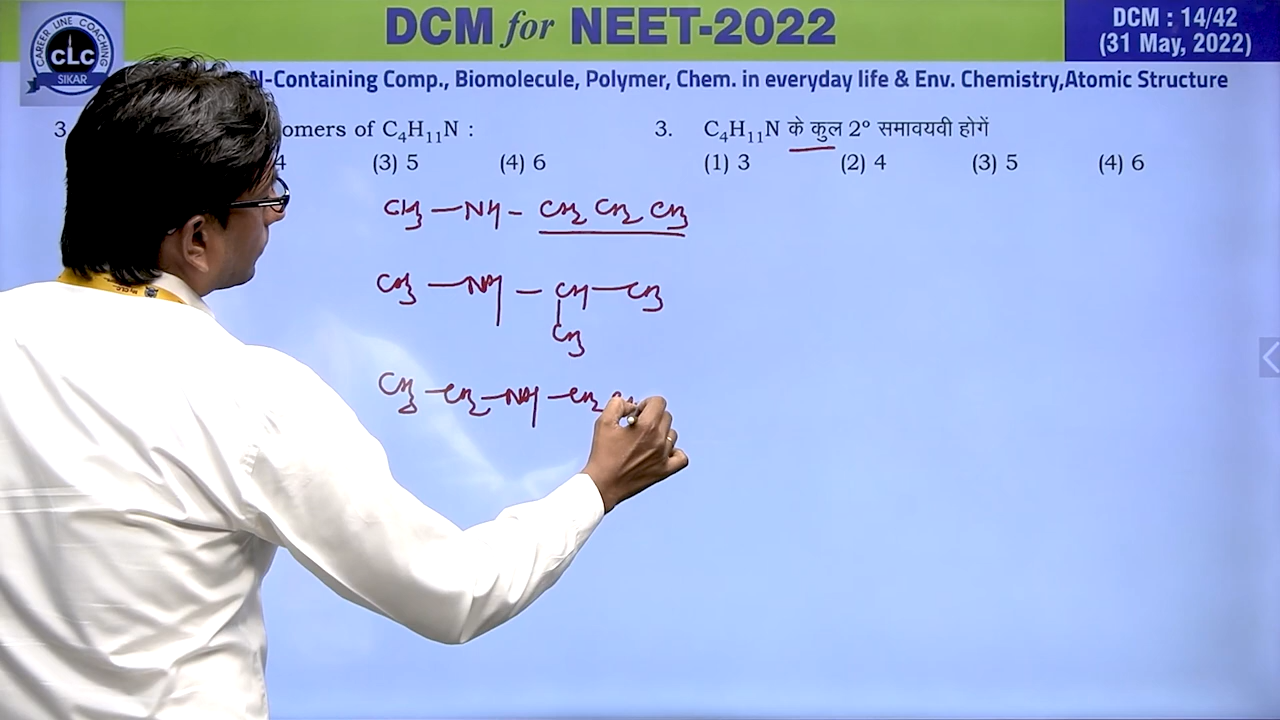 DCM for NEET-2022
DCM : 14/42
(31 May, 2022)
CAREER LINE COACHING
CLC
SIKAR
N-Containing Comp., Biomolecule, Polymer, Chem. in everyday life & Env. Chemistry,Atomic Structure
3 omers of C₄H₁₁N :
4 (3) 5 (4) 6
3. C₄H₁₁N के कुल 2° समावयवी होगें
(1) 3 (2) 4 (3) 5 (4) 6
CH₃ — NH – CH₂ CH₂ CH₃
CH₃ — NH – CH — CH₃
|
CH₃
CH₃ – CH₂ – NH – CH₂